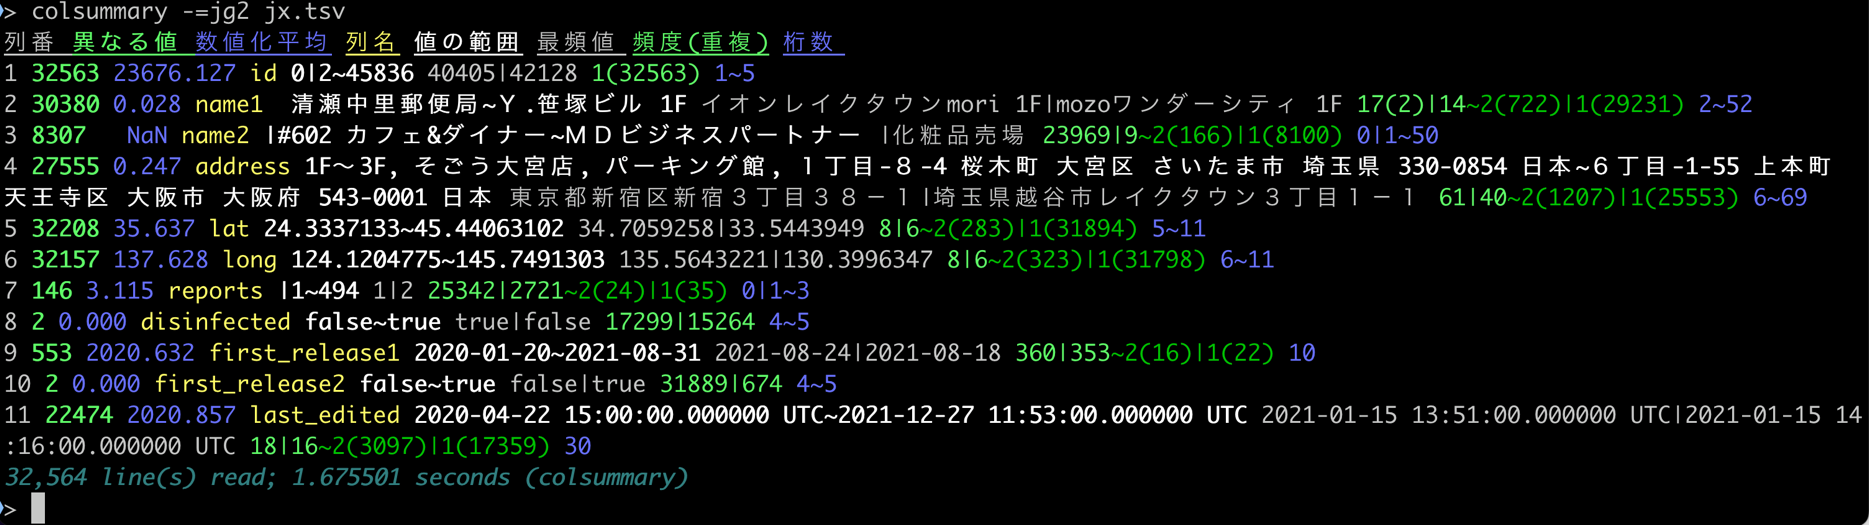 > colsummary -=jg2 jx.tsv
列番 異なる値 数値化平均 列名 値の範囲 最頻値 頻度(重複) 桁数
1 32563 23676.127 id 0|2~45836 40405|42128 1(32563) 1~5
2 30380 0.028 name1  清瀬中里郵便局~Ｙ.笹塚ビル 1F イオンレイクタウンmori 1F|mozoワンダーシティ 1F 17(2)|14~2(722)|1(29231) 2~52
3 8307   NaN name2 |#602 カフェ&ダイナー~ＭＤビジネスパートナー |化粧品売場 23969|9~2(166)|1(8100) 0|1~50
4 27555 0.247 address 1F〜3F, そごう大宮店, パーキング館, １丁目-８-4 桜木町 大宮区 さいたま市 埼玉県 330-0854 日本~６丁目-1-55 上本町
天王寺区 大阪市 大阪府 543-0001 日本 東京都新宿区新宿３丁目３８－１|埼玉県越谷市レイクタウン３丁目１－１ 61|40~2(1207)|1(25553) 6~69
5 32208 35.637 lat 24.3337133~45.44063102 34.7059258|33.5443949 8|6~2(283)|1(31894) 5~11
6 32157 137.628 long 124.1204775~145.7491303 135.5643221|130.3996347 8|6~2(323)|1(31798) 6~11
7 146 3.115 reports |1~494 1|2 25342|2721~2(24)|1(35) 0|1~3
8 2 0.000 disinfected false~true true|false 17299|15264 4~5
9 553 2020.632 first_release1 2020-01-20~2021-08-31 2021-08-24|2021-08-18 360|353~2(16)|1(22) 10
10 2 0.000 first_release2 false~true false|true 31889|674 4~5
11 22474 2020.857 last_edited 2020-04-22 15:00:00.000000 UTC~2021-12-27 11:53:00.000000 UTC 2021-01-15 13:51:00.000000 UTC|2021-01-15 14
:16:00.000000 UTC 18|16~2(3097)|1(17359) 30
32,564 line(s) read; 1.675501 seconds (colsummary)
>